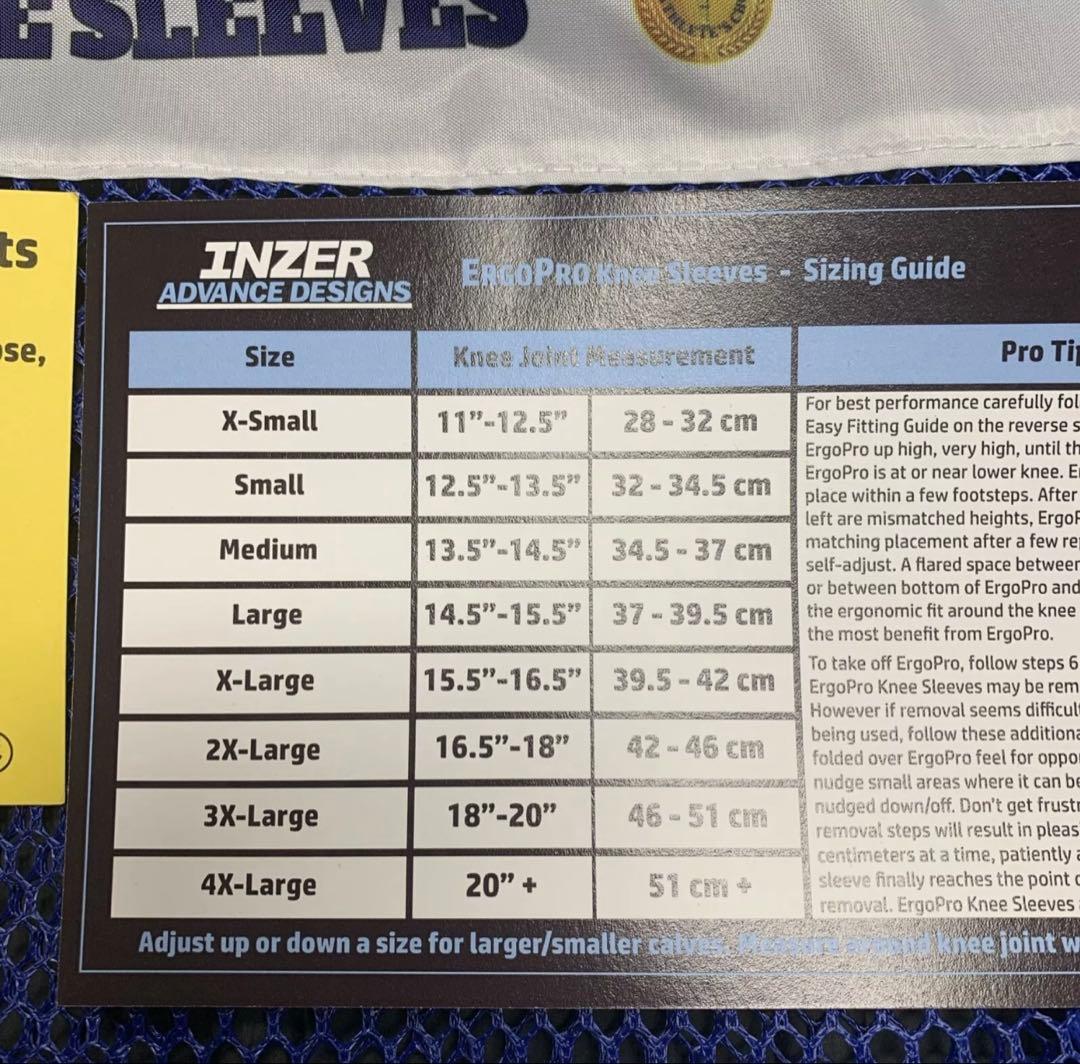 E SLEEVES
ATHLETE'S CH
ts
ose,
INZER
ADVANCE DESIGNS
ERGOPRO Knee Sleeves - Sizing Guide
Size Knee Joint Measurement Pro Tip
X-Small 11”-12.5” 28 - 32 cm
Small 12.5”-13.5” 32 - 34.5 cm
Medium 13.5”-14.5” 34.5 - 37 cm
Large 14.5”-15.5” 37 - 39.5 cm
X-Large 15.5”-16.5” 39.5 - 42 cm
2X-Large 16.5”-18” 42 - 46 cm
3X-Large 18”-20” 46 - 51 cm
4X-Large 20” + 51 cm +
For best performance carefully fol
Easy Fitting Guide on the reverse s
ErgoPro up high, very high, until th
ErgoPro is at or near lower knee. E
place within a few footsteps. After
left are mismatched heights, ErgoP
matching placement after a few re
self-adjust. A flared space between
or between bottom of ErgoPro and
the ergonomic fit around the knee
the most benefit from ErgoPro.
To take off ErgoPro, follow steps 6
ErgoPro Knee Sleeves may be rem
However if removal seems difficult
being used, follow these additiona
folded over ErgoPro feel for oppo
nudge small areas where it can be
nudged down/off. Don't get frustr
removal steps will result in pleas
centimeters at a time, patiently a
sleeve finally reaches the point o
removal. ErgoPro Knee Sleeves
Adjust up or down a size for larger/smaller calves. Measure around knee joint w